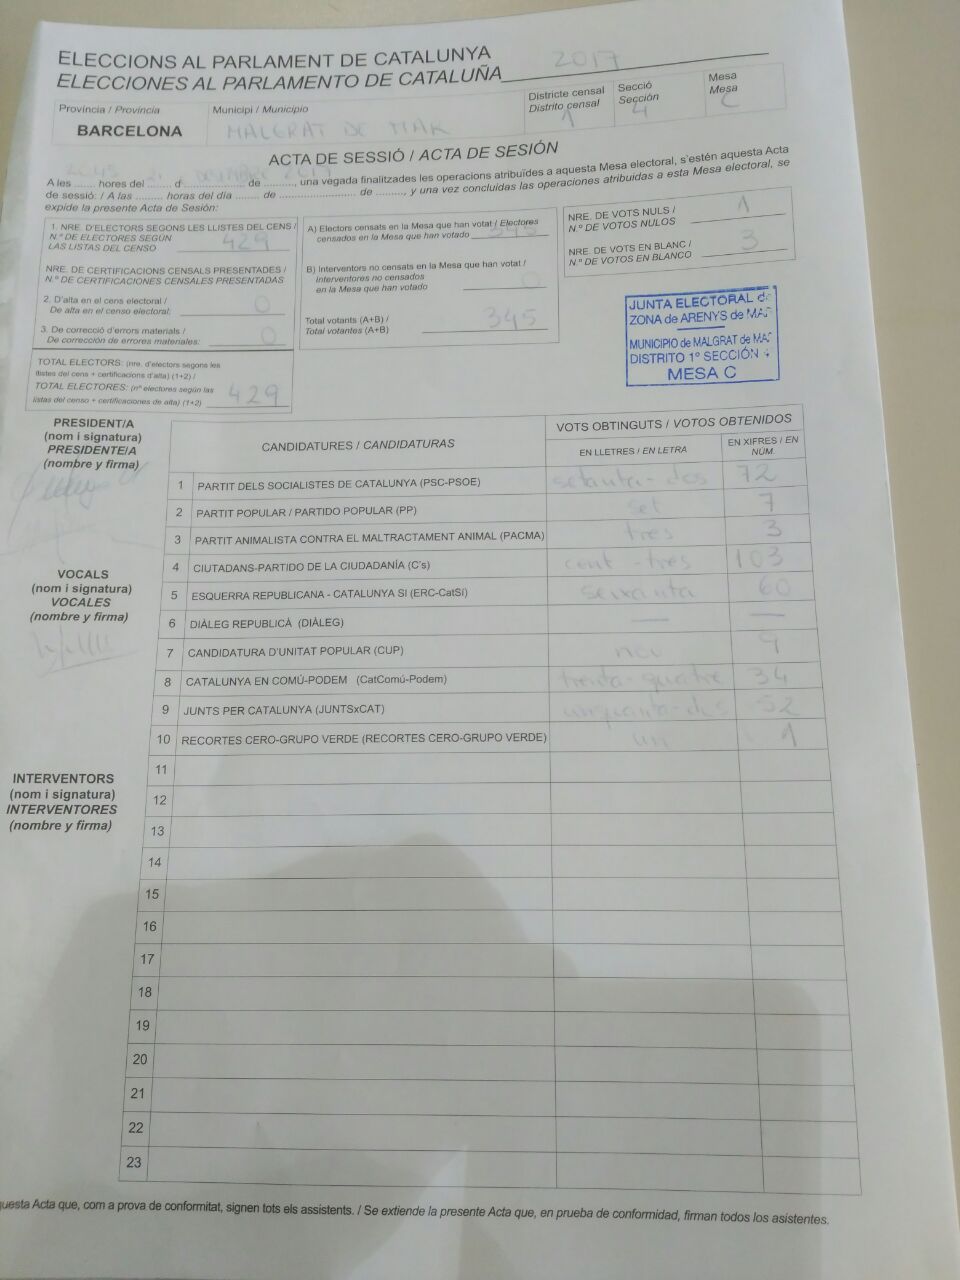 ELECCIONS AL PARLAMENT DE CATALUNYA
ELECCIONES AL PARLAMENTO DE CATALUÑA 2017
Província / Provincia
BARCELONA
Municipi / Municipio
MALGRAT DE MAR
Districte censal
Distrito censal
1
Secció
Sección
4
Mesa
Mesa
C
ACTA DE SESSIÓ / ACTA DE SESIÓN
A les ....... hores del ....... d ....................... de ........., una vegada finalitzades les operacions atribuïdes a aquesta Mesa electoral, s'estén aquesta Acta
de sessió: / A las ......... horas del día ........ de ........................... de ........., y una vez concluidas las operaciones atribuidas a esta Mesa electoral, se
expide la presente Acta de Sesión:
1. NRE. D'ELECTORS SEGONS LES LLISTES DEL CENS /
N.º DE ELECTORES SEGÚN
LAS LISTAS DEL CENSO 429
NRE. DE CERTIFICACIONS CENSALS PRESENTADES /
N.º DE CERTIFICACIONES CENSALES PRESENTADAS
2. D'alta en el cens electoral /
De alta en el censo electoral: 0
3. De correcció d'errors materials /
De corrección de errores materiales: 0
TOTAL ELECTORS: (nre. d'electors segons les
llistes del cens + certificacions d'alta) (1+2) /
TOTAL ELECTORES: (nº electores según las
listas del censo + certificaciones de alta) (1+2) 429
A) Electors censats en la Mesa que han votat / Electores
censados en la Mesa que han votado 345
B) Interventors no censats en la Mesa que han votat /
Interventores no censados
en la Mesa que han votado 0
Total votants (A+B) /
Total votantes (A+B) 345
NRE. DE VOTS NULS /
N.º DE VOTOS NULOS 1
NRE. DE VOTS EN BLANC /
N.º DE VOTOS EN BLANCO 3
JUNTA ELECTORAL de
ZONA de ARENYS de MAR
MUNICIPIO de MALGRAT de MAR
DISTRITO 1º SECCIÓN 4
MESA C
PRESIDENT/A
(nom i signatura)
PRESIDENTE/A
(nombre y firma)
VOCALS
(nom i signatura)
VOCALES
(nombre y firma)
INTERVENTORS
(nom i signatura)
INTERVENTORES
(nombre y firma)
CANDIDATURES / CANDIDATURAS
VOTS OBTINGUTS / VOTOS OBTENIDOS
EN LLETRES / EN LETRA
EN XIFRES / EN NÚM.
1 PARTIT DELS SOCIALISTES DE CATALUNYA (PSC-PSOE) setanta-dos 72
2 PARTIT POPULAR / PARTIDO POPULAR (PP) set 7
3 PARTIT ANIMALISTA CONTRA EL MALTRACTAMENT ANIMAL (PACMA) tres 3
4 CIUTADANS-PARTIDO DE LA CIUDADANÍA (C's) cent-tres 103
5 ESQUERRA REPUBLICANA - CATALUNYA SI (ERC-CatSí) seixanta 60
6 DIÀLEG REPUBLICÀ (DIÀLEG) — —
7 CANDIDATURA D'UNITAT POPULAR (CUP) nou 9
8 CATALUNYA EN COMÚ-PODEM (CatComú-Podem) trenta-quatre 34
9 JUNTS PER CATALUNYA (JUNTSxCAT) 52
10 RECORTES CERO-GRUPO VERDE (RECORTES CERO-GRUPO VERDE) un 1
11
12
13
14
15
16
17
18
19
20
21
22
23
questa Acta que, com a prova de conformitat, signen tots els assistents. / Se extiende la presente Acta que, en prueba de conformidad, firman todos los asistentes.